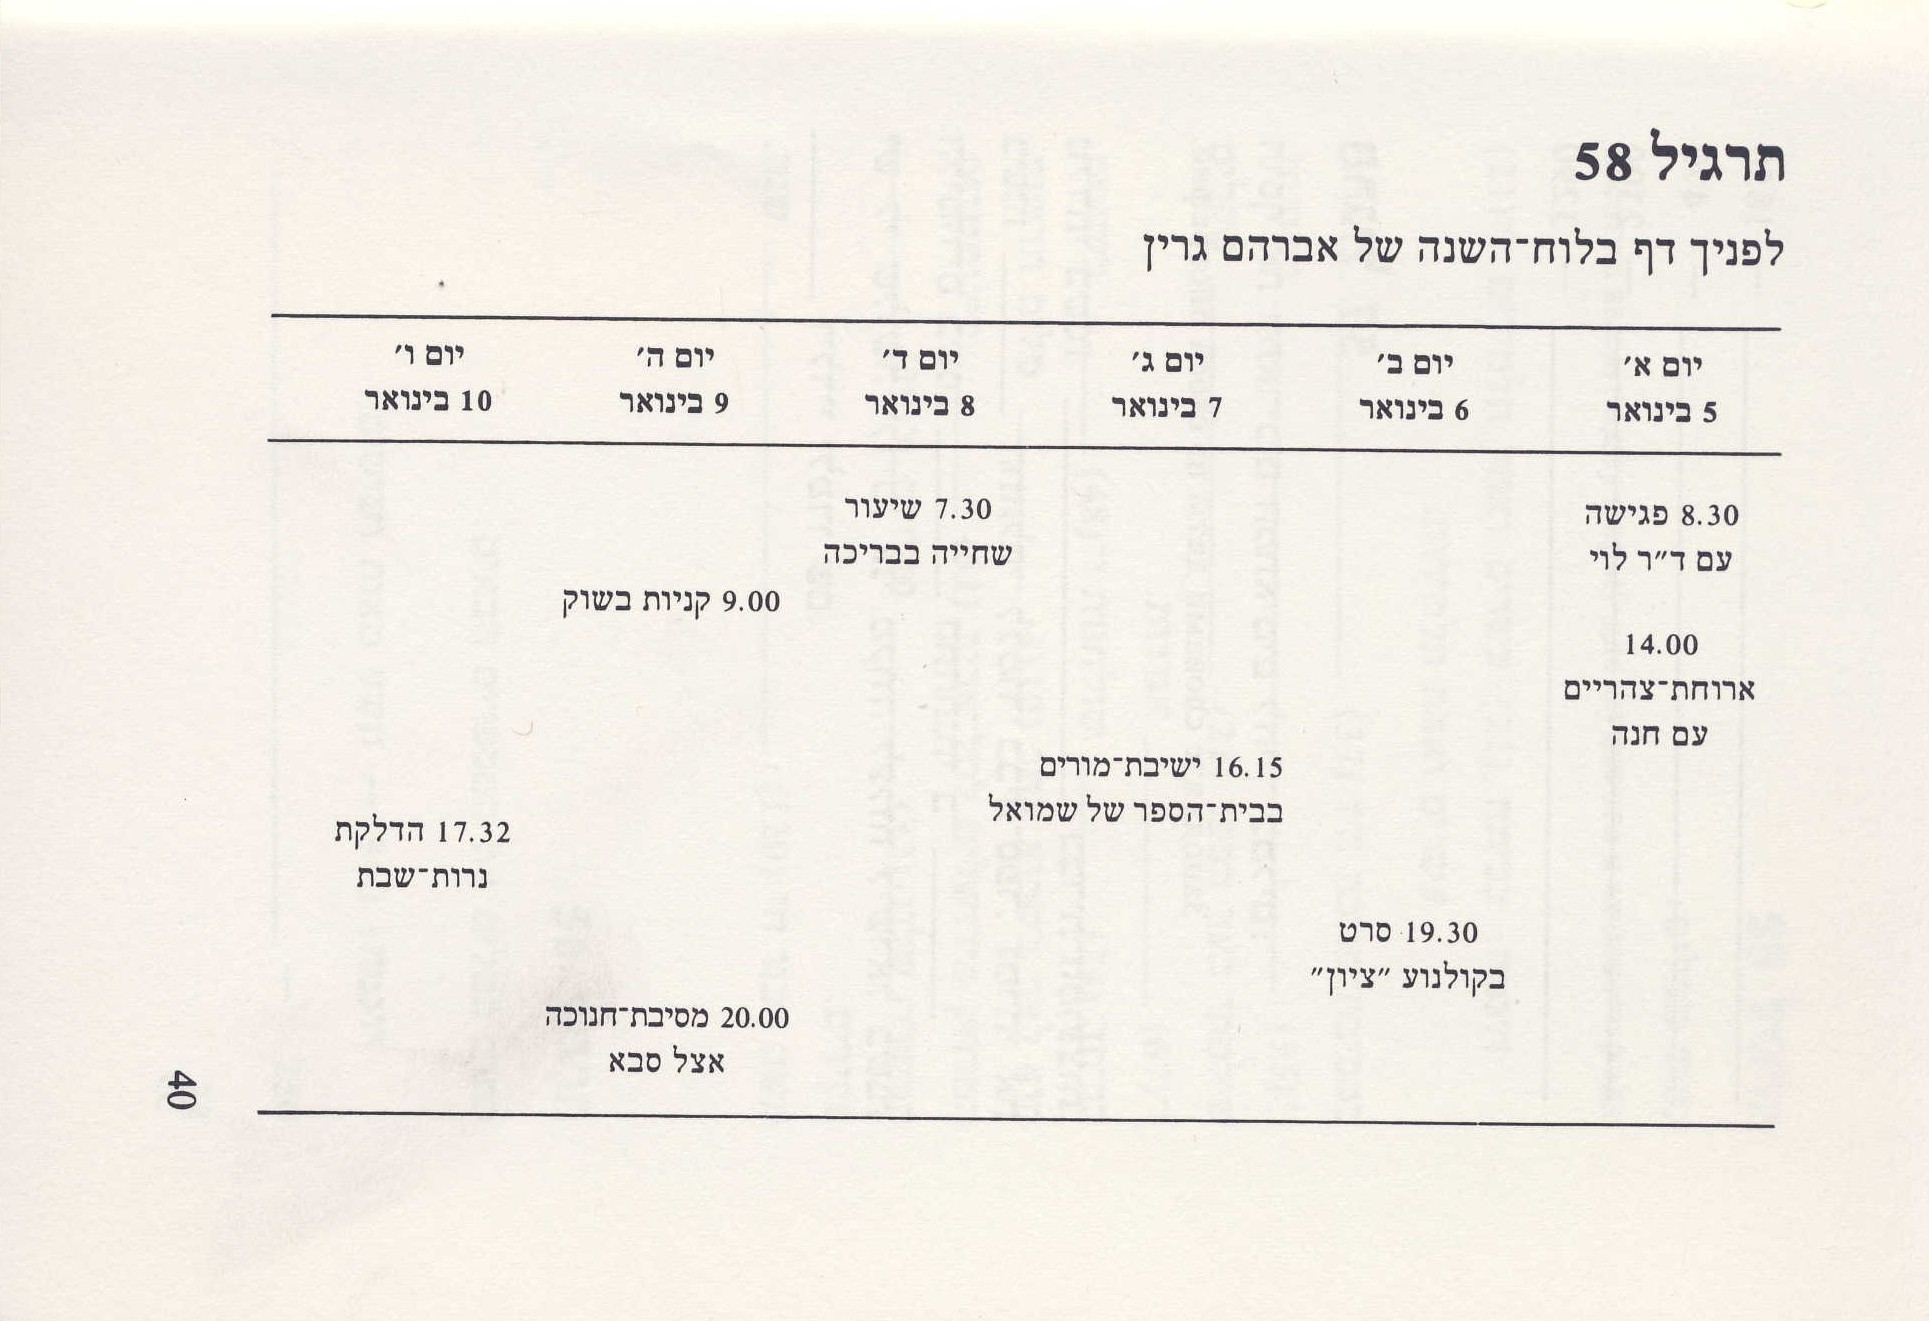 תרגיל 58
לפניך דף בלוח־השנה של אברהם גרין
יום א׳
5 בינואר
יום ב׳
6 בינואר
יום ג׳
7 בינואר
יום ד׳
8 בינואר
יום ה׳
9 בינואר
יום ו׳
10 בינואר
8.30 פגישה
עם ד״ר לוי
14.00
ארוחת־צהריים
עם חנה
19.30 סרט
בקולנוע ״ציון״
16.15 ישיבת־מורים
בבית־הספר של שמואל
7.30 שיעור
שחייה בבריכה
9.00 קניות בשוק
20.00 מסיבת־חנוכה
אצל סבא
17.32 הדלקת
נרות־שבת
40